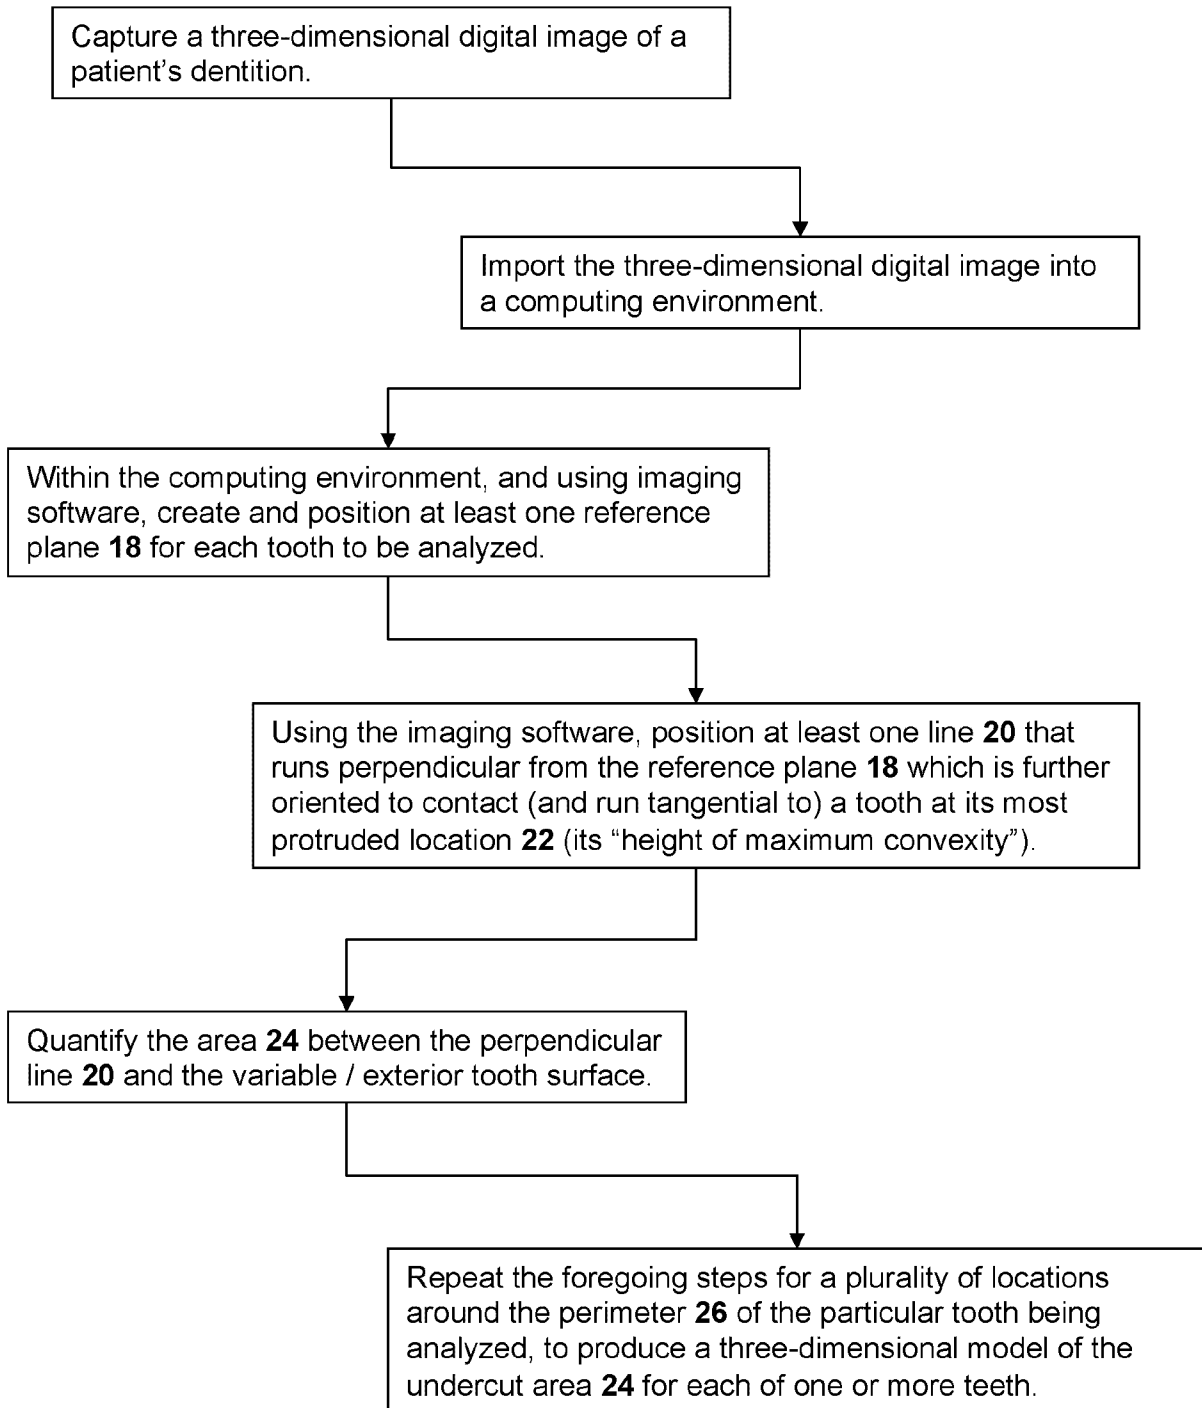 Capture a three-dimensional digital image of a
patient's dentition.
Import the three-dimensional digital image into
a computing environment.
Within the computing environment, and using imaging
software, create and position at least one reference
plane 18 for each tooth to be analyzed.
Using the imaging software, position at least one line 20 that
runs perpendicular from the reference plane 18 which is further
oriented to contact (and run tangential to) a tooth at its most
protruded location 22 (its “height of maximum convexity”).
Quantify the area 24 between the perpendicular
line 20 and the variable / exterior tooth surface.
Repeat the foregoing steps for a plurality of locations
around the perimeter 26 of the particular tooth being
analyzed, to produce a three-dimensional model of the
undercut area 24 for each of one or more teeth.